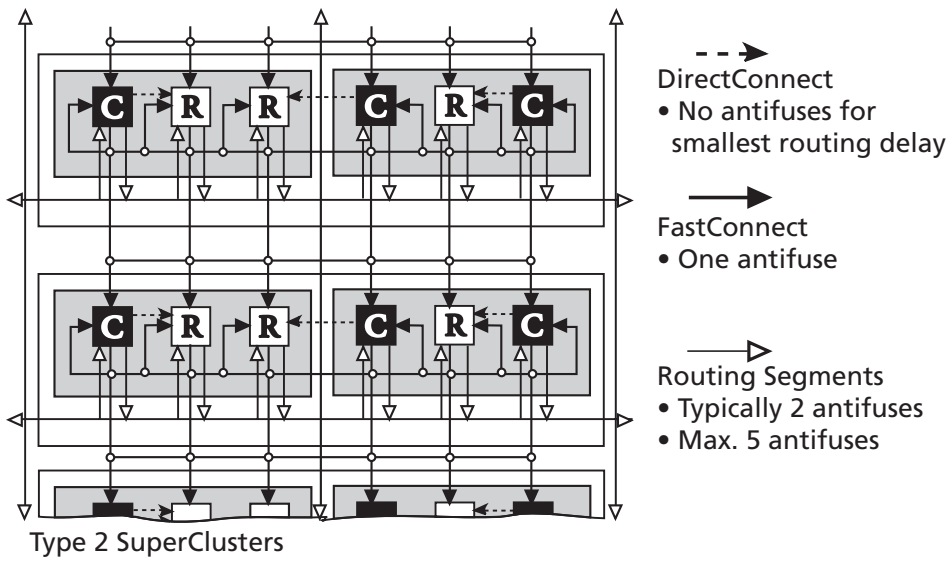 C R R C R C
DirectConnect
• No antifuses for
smallest routing delay
FastConnect
• One antifuse
C R R C R C
Routing Segments
• Typically 2 antifuses
• Max. 5 antifuses
Type 2 SuperClusters